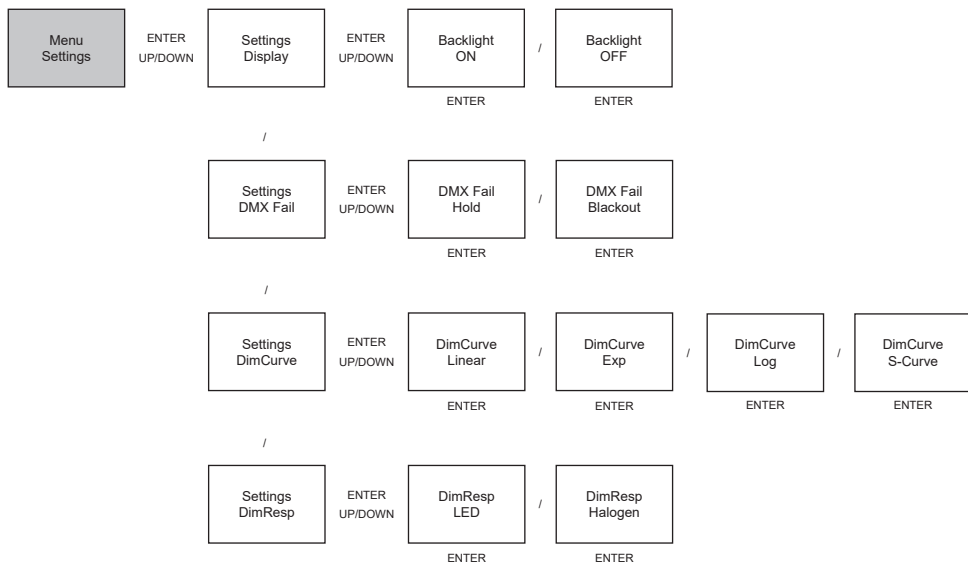 Menu
Settings
ENTER
UP/DOWN
Settings
Display
ENTER
UP/DOWN
Backlight
ON
/
Backlight
OFF
ENTER
ENTER
/
Settings
DMX Fail
ENTER
UP/DOWN
DMX Fail
Hold
/
DMX Fail
Blackout
ENTER
ENTER
/
Settings
DimCurve
ENTER
UP/DOWN
DimCurve
Linear
/
DimCurve
Exp
/
DimCurve
Log
/
DimCurve
S-Curve
ENTER
ENTER
ENTER
ENTER
/
Settings
DimResp
ENTER
UP/DOWN
DimResp
LED
/
DimResp
Halogen
ENTER
ENTER